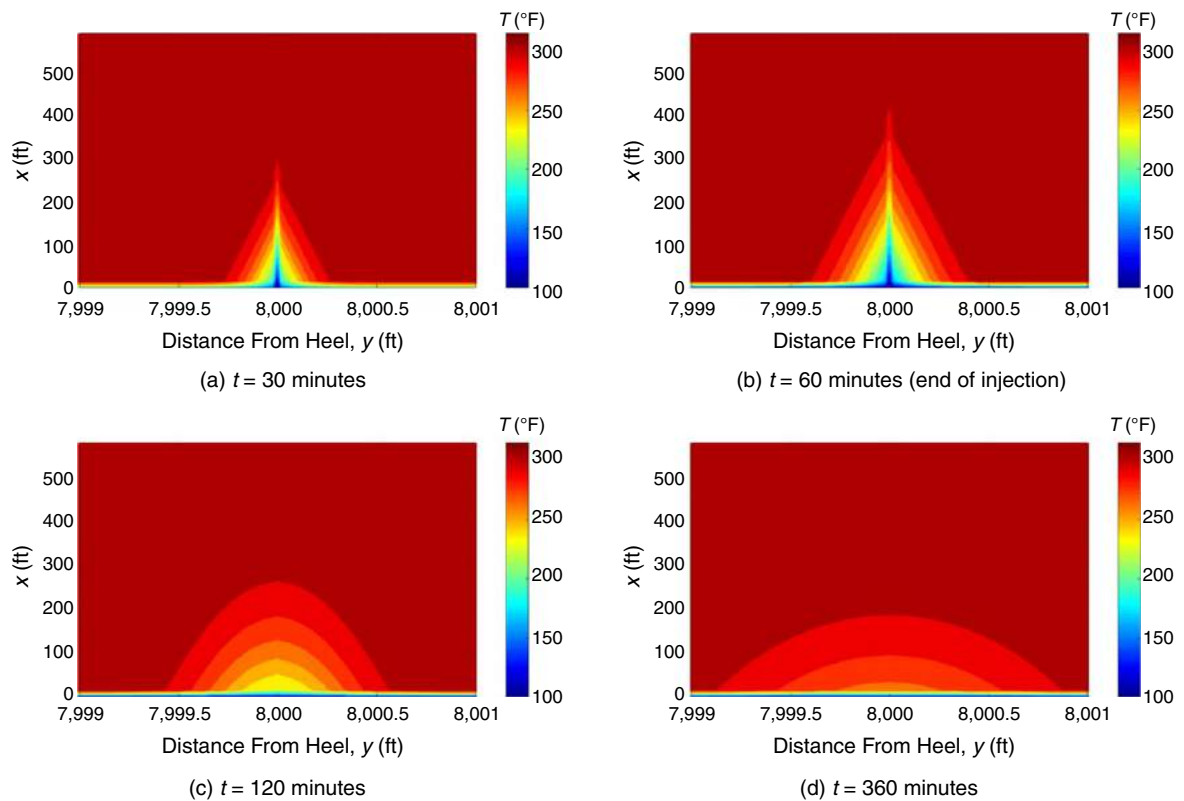 T (°F)
300
250
200
150
100
500
400
300
200
100
0
x (ft)
7,999 7,999.5 8,000 8,000.5 8,001
Distance From Heel, y (ft)
(a) t = 30 minutes
T (°F)
300
250
200
150
100
500
400
300
200
100
0
x (ft)
7,999 7,999.5 8,000 8,000.5 8,001
Distance From Heel, y (ft)
(b) t = 60 minutes (end of injection)
T (°F)
300
250
200
150
100
500
400
300
200
100
0
x (ft)
7,999 7,999.5 8,000 8,000.5 8,001
Distance From Heel, y (ft)
(c) t = 120 minutes
T (°F)
300
250
200
150
100
500
400
300
200
100
0
x (ft)
7,999 7,999.5 8,000 8,000.5 8,001
Distance From Heel, y (ft)
(d) t = 360 minutes